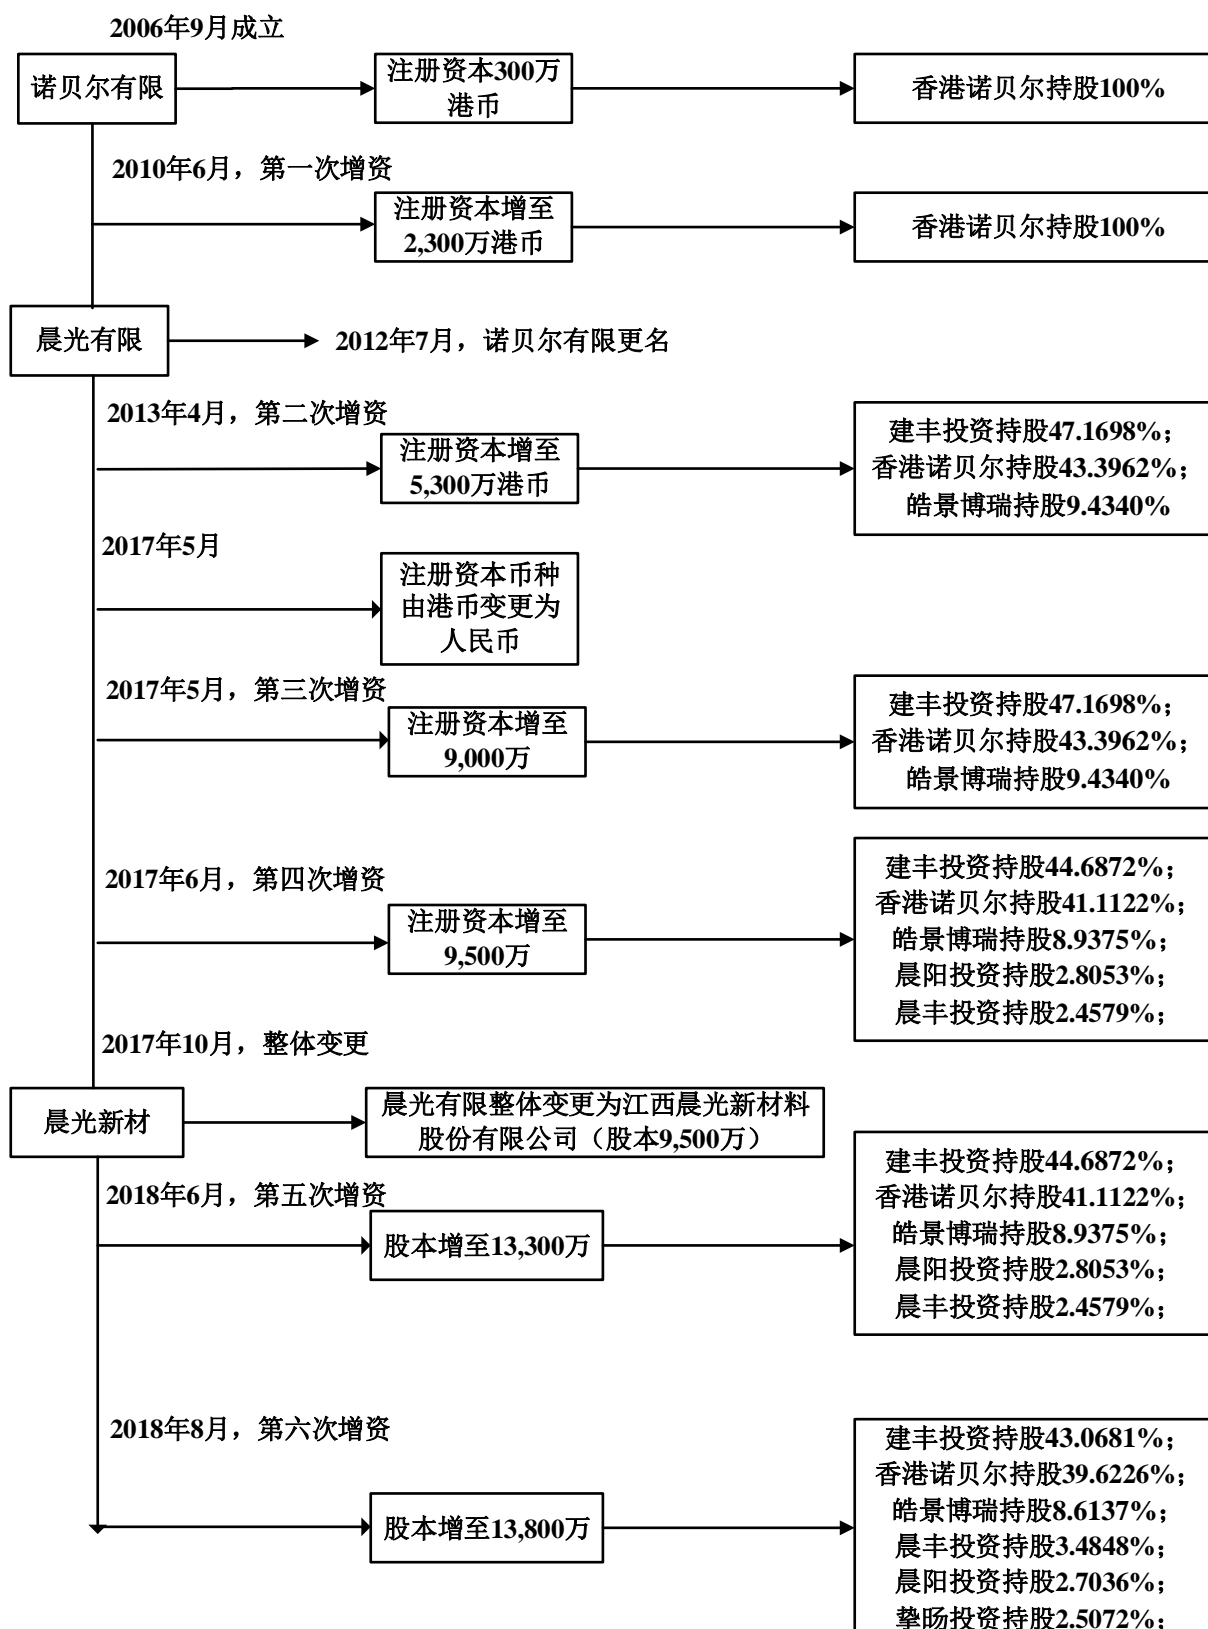 2006年9月成立
诺贝尔有限
注册资本300万
港币
香港诺贝尔持股100%
2010年6月，第一次增资
注册资本增至
2,300万港币
香港诺贝尔持股100%
晨光有限
2012年7月，诺贝尔有限更名
2013年4月，第二次增资
注册资本增至
5,300万港币
建丰投资持股47.1698%；
香港诺贝尔持股43.3962%；
皓景博瑞持股9.4340%
2017年5月
注册资本币种
由港币变更为
人民币
2017年5月，第三次增资
注册资本增至
9,000万
建丰投资持股47.1698%；
香港诺贝尔持股43.3962%；
皓景博瑞持股9.4340%
2017年6月，第四次增资
注册资本增至
9,500万
建丰投资持股44.6872%；
香港诺贝尔持股41.1122%；
皓景博瑞持股8.9375%；
晨阳投资持股2.8053%；
晨丰投资持股2.4579%；
2017年10月，整体变更
晨光新材
晨光有限整体变更为江西晨光新材料
股份有限公司（股本9,500万）
2018年6月，第五次增资
股本增至13,300万
建丰投资持股44.6872%；
香港诺贝尔持股41.1122%；
皓景博瑞持股8.9375%；
晨阳投资持股2.8053%；
晨丰投资持股2.4579%；
2018年8月，第六次增资
股本增至13,800万
建丰投资持股43.0681%；
香港诺贝尔持股39.6226%；
皓景博瑞持股8.6137%；
晨丰投资持股3.4848%；
晨阳投资持股2.7036%；
挚旸投资持股2.5072%；